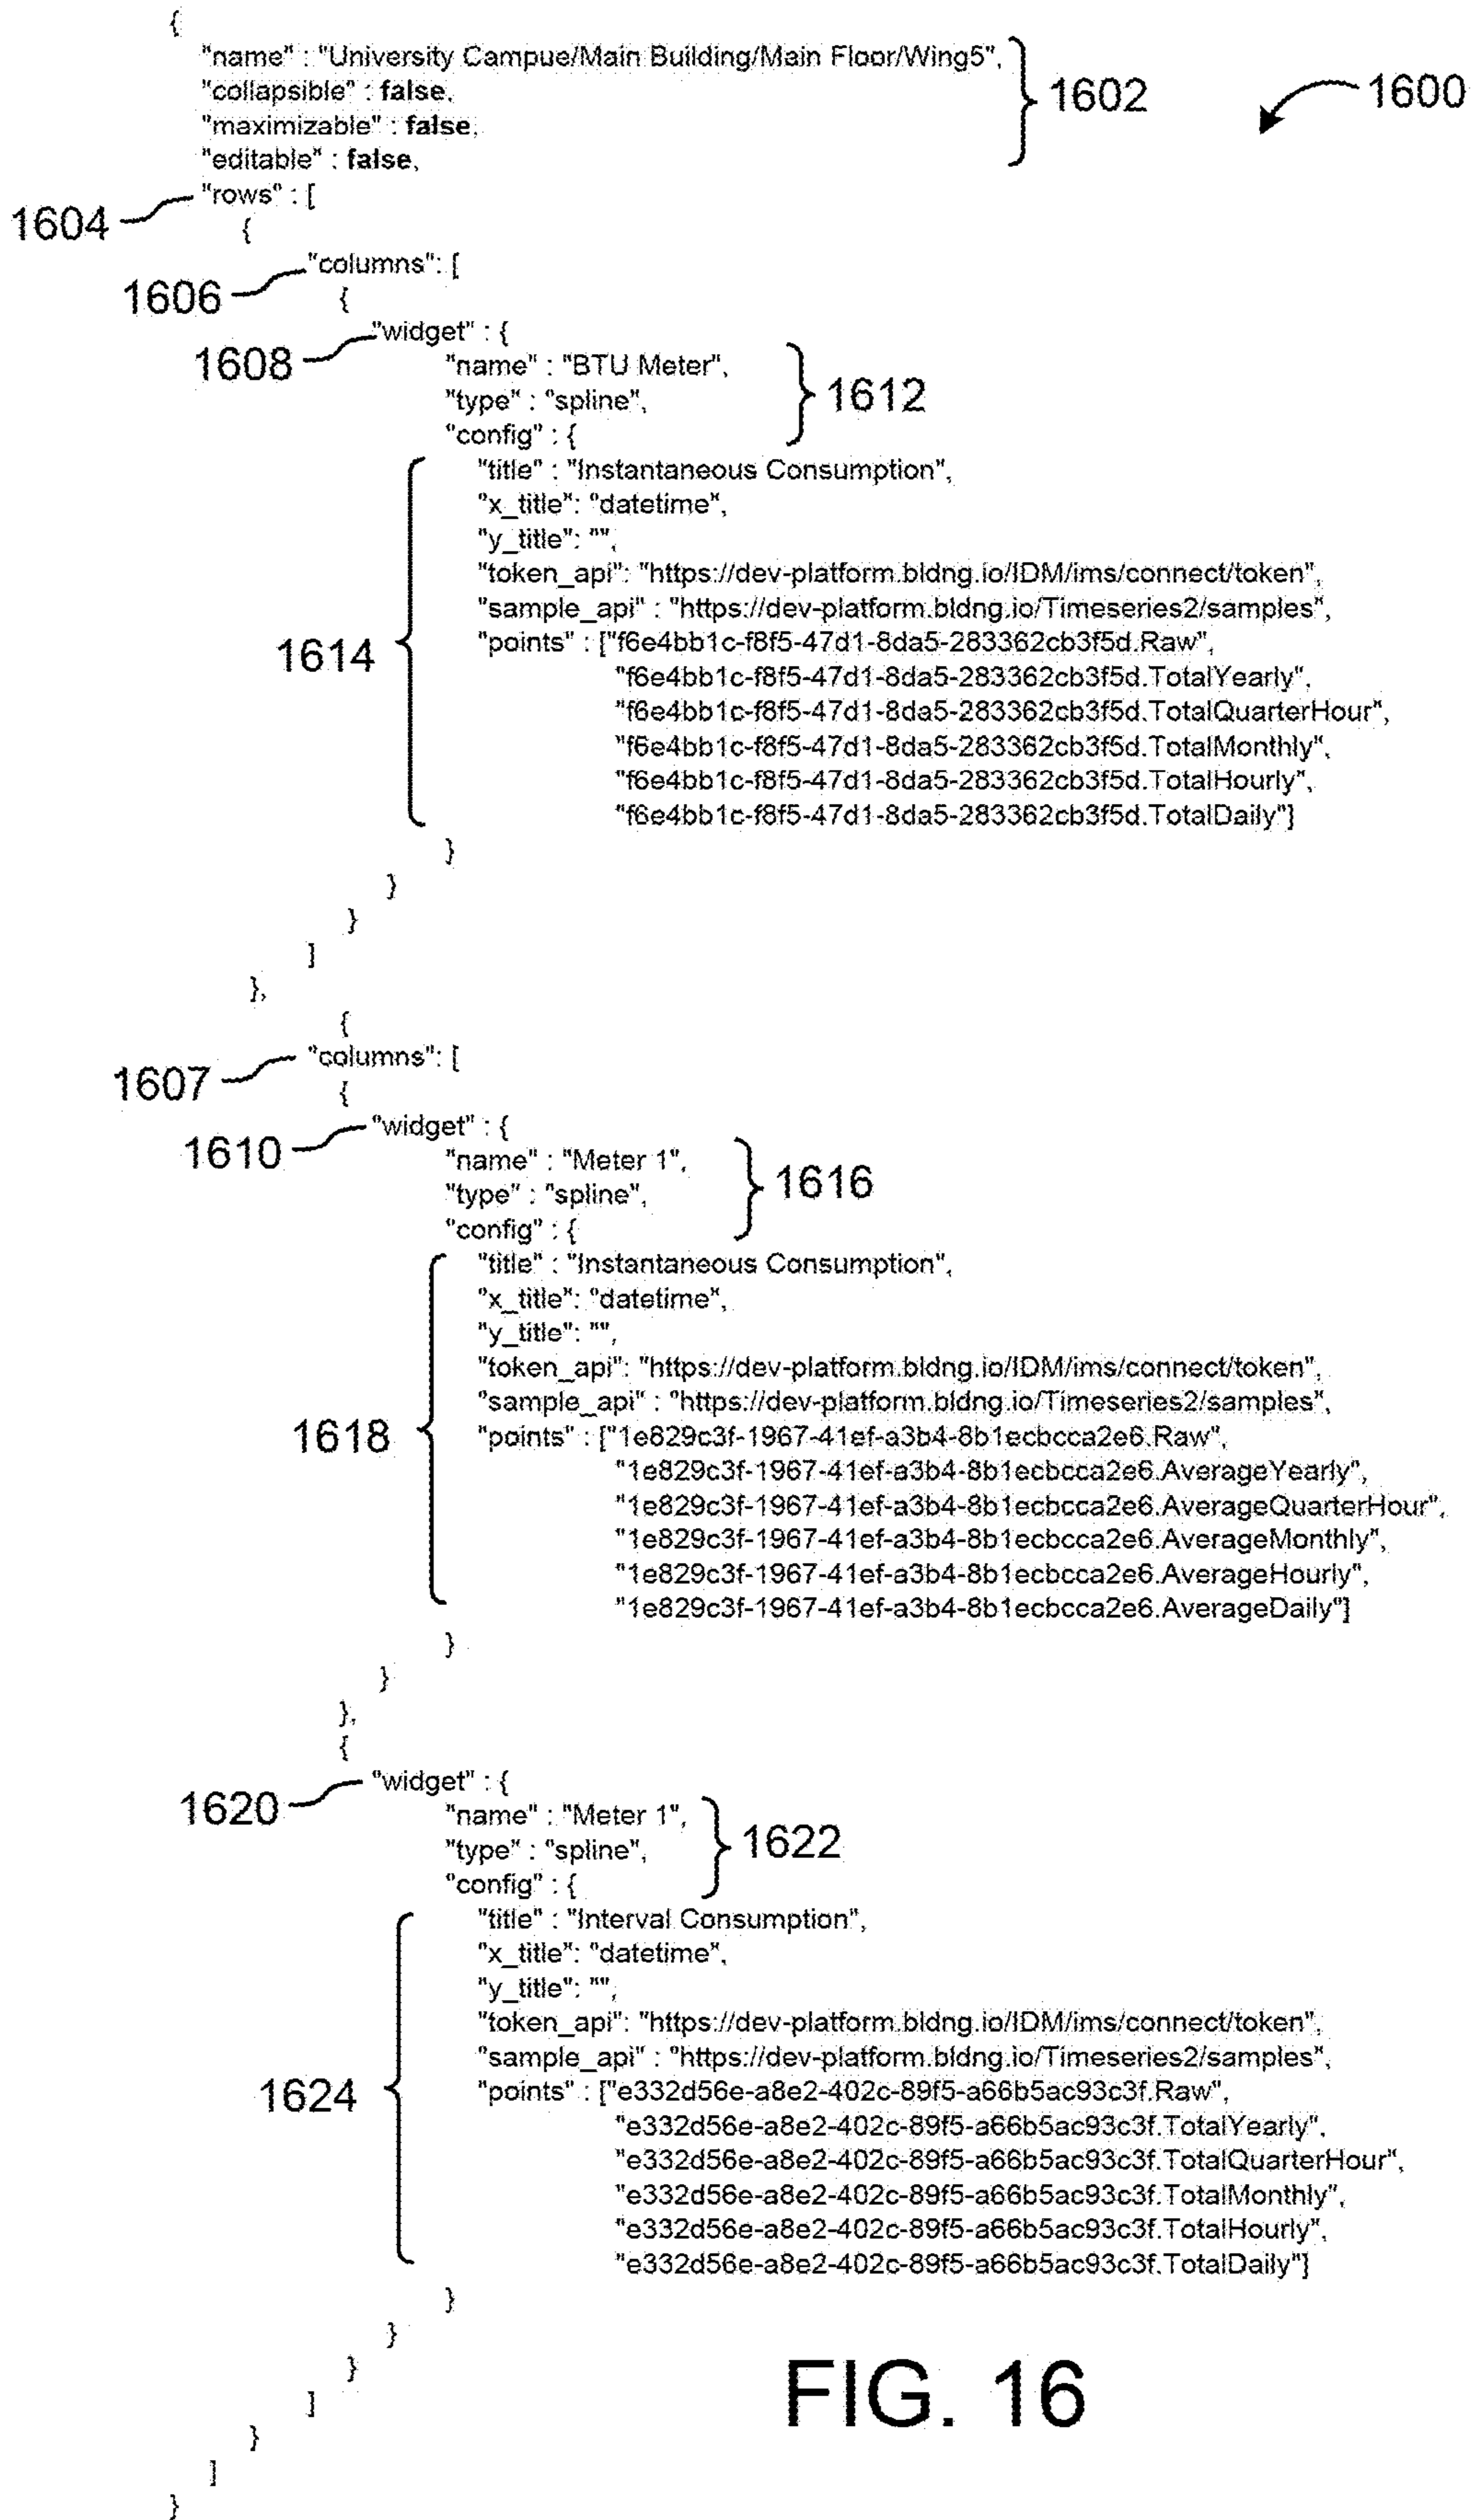 {
"name" : "University Campue/Main Building/Main Floor/Wing5",
"collapsible" : false,
1602
1600
"maximizable" : false,
"editable" : false,
"rows" : [
1604
{
"columns": [
1606
{
"widget" : {
1608
"name" : "BTU Meter",
"type" : "spline",
1612
"config" : {
"title" : "Instantaneous Consumption",
"x_title": "datetime",
"y_title": "",
"token_api": "https://dev-platform.bldng.io/IDM/ims/connect/token",
"sample_api" : "https://dev-platform.bldng.io/Timeseries2/samples",
1614
"points" : ["f6e4bb1c-f8f5-47d1-8da5-283362cb3f5d.Raw",
"f6e4bb1c-f8f5-47d1-8da5-283362cb3f5d.TotalYearly",
"f6e4bb1c-f8f5-47d1-8da5-283362cb3f5d.TotalQuarterHour",
"f6e4bb1c-f8f5-47d1-8da5-283362cb3f5d.TotalMonthly",
"f6e4bb1c-f8f5-47d1-8da5-283362cb3f5d.TotalHourly",
"f6e4bb1c-f8f5-47d1-8da5-283362cb3f5d.TotalDaily"]
}
}
}
]
},
{
"columns": [
1607
{
"widget" : {
1610
"name" : "Meter 1",
"type" : "spline",
1616
"config" : {
"title" : "Instantaneous Consumption",
"x_title": "datetime",
"y_title": "",
"token_api": "https://dev-platform.bldng.io/IDM/ims/connect/token",
"sample_api" : "https://dev-platform.bldng.io/Timeseries2/samples",
1618
"points" : ["1e829c3f-1967-41ef-a3b4-8b1ecbcca2e6.Raw",
"1e829c3f-1967-41ef-a3b4-8b1ecbcca2e6.AverageYearly",
"1e829c3f-1967-41ef-a3b4-8b1ecbcca2e6.AverageQuarterHour",
"1e829c3f-1967-41ef-a3b4-8b1ecbcca2e6.AverageMonthly",
"1e829c3f-1967-41ef-a3b4-8b1ecbcca2e6.AverageHourly",
"1e829c3f-1967-41ef-a3b4-8b1ecbcca2e6.AverageDaily"]
}
}
},
{
"widget" : {
1620
"name" : "Meter 1",
"type" : "spline",
1622
"config" : {
"title" : "Interval Consumption",
"x_title": "datetime",
"y_title": "",
"token_api": "https://dev-platform.bldng.io/IDM/ims/connect/token",
"sample_api" : "https://dev-platform.bldng.io/Timeseries2/samples",
1624
"points" : ["e332d56e-a8e2-402c-89f5-a66b5ac93c3f.Raw",
"e332d56e-a8e2-402c-89f5-a66b5ac93c3f.TotalYearly",
"e332d56e-a8e2-402c-89f5-a66b5ac93c3f.TotalQuarterHour",
"e332d56e-a8e2-402c-89f5-a66b5ac93c3f.TotalMonthly",
"e332d56e-a8e2-402c-89f5-a66b5ac93c3f.TotalHourly",
"e332d56e-a8e2-402c-89f5-a66b5ac93c3f.TotalDaily"]
}
}
}
]
}
]
}
FIG. 16